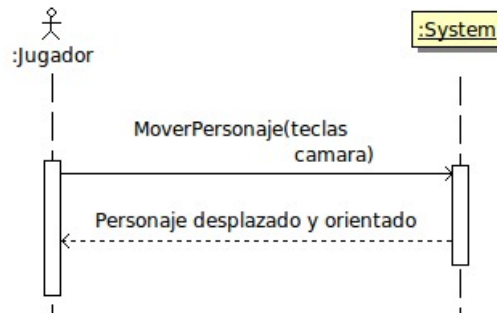 :Jugador
:System
MoverPersonaje(teclas
camara)
Personaje desplazado y orientado